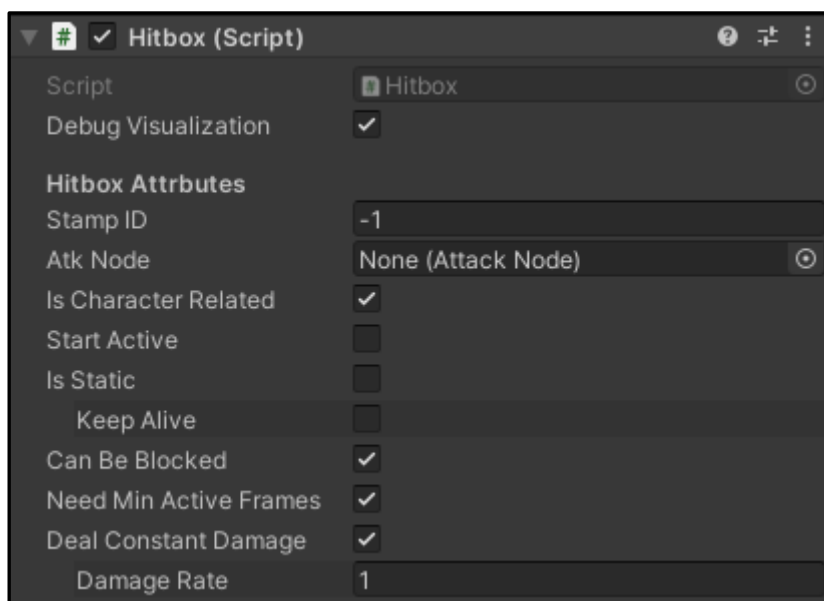 Hitbox (Script)
Script Hitbox
Debug Visualization
Hitbox Attrbutes
Stamp ID -1
Atk Node None (Attack Node)
Is Character Related
Start Active
Is Static
Keep Alive
Can Be Blocked
Need Min Active Frames
Deal Constant Damage
Damage Rate 1